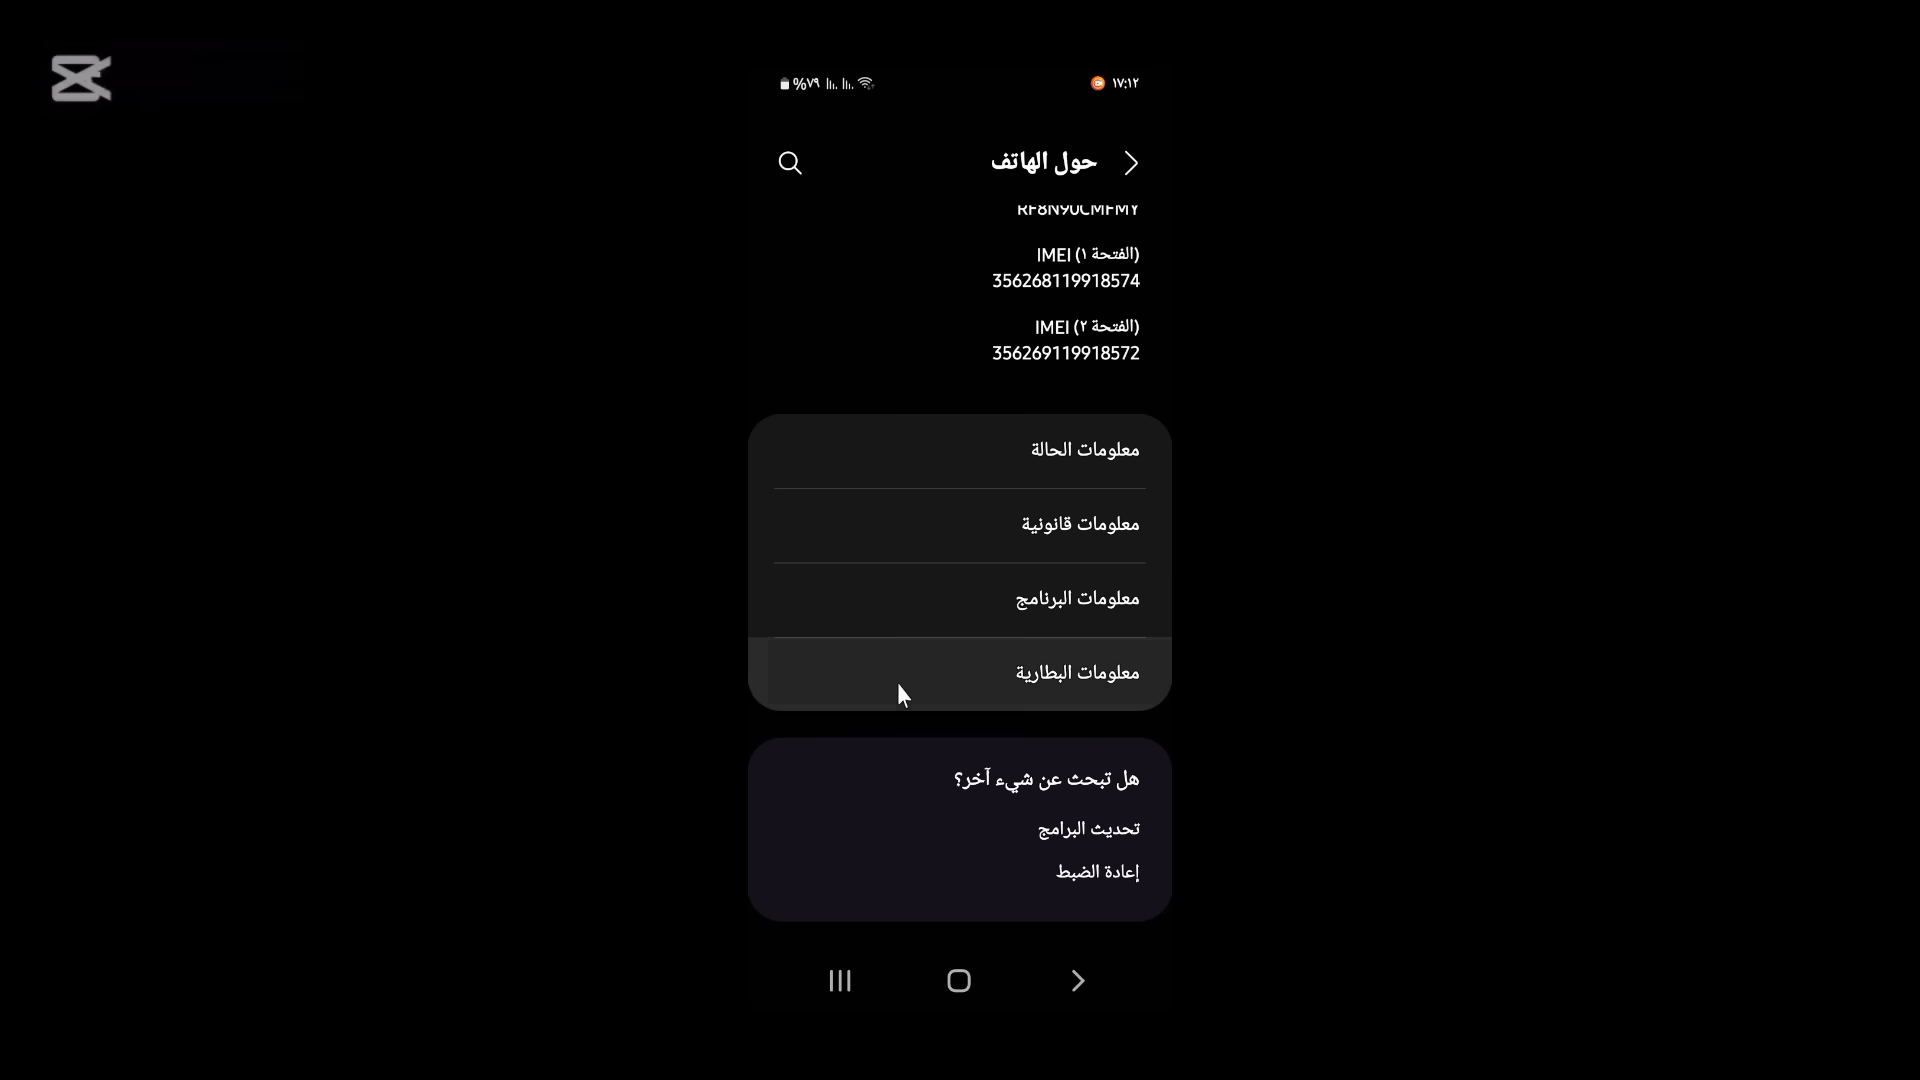 ١٧:١٢
%٧٩
حول الهاتف
RF8N90CMFMY
IMEI (الفتحة ١)
356268119918574
IMEI (الفتحة ٢)
356269119918572
معلومات الحالة
معلومات قانونية
معلومات البرنامج
معلومات البطارية
هل تبحث عن شيء آخر؟
تحديث البرامج
إعادة الضبط